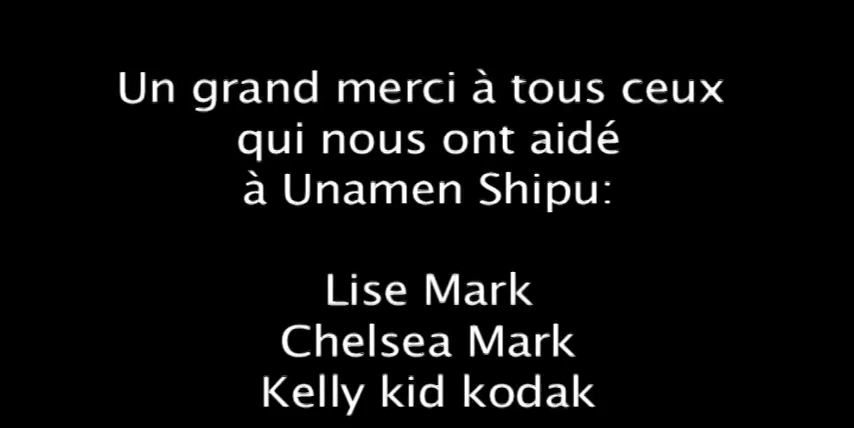 Un grand merci à tous ceux
qui nous ont aidé
à Unamen Shipu:
Lise Mark
Chelsea Mark
Kelly kid kodak